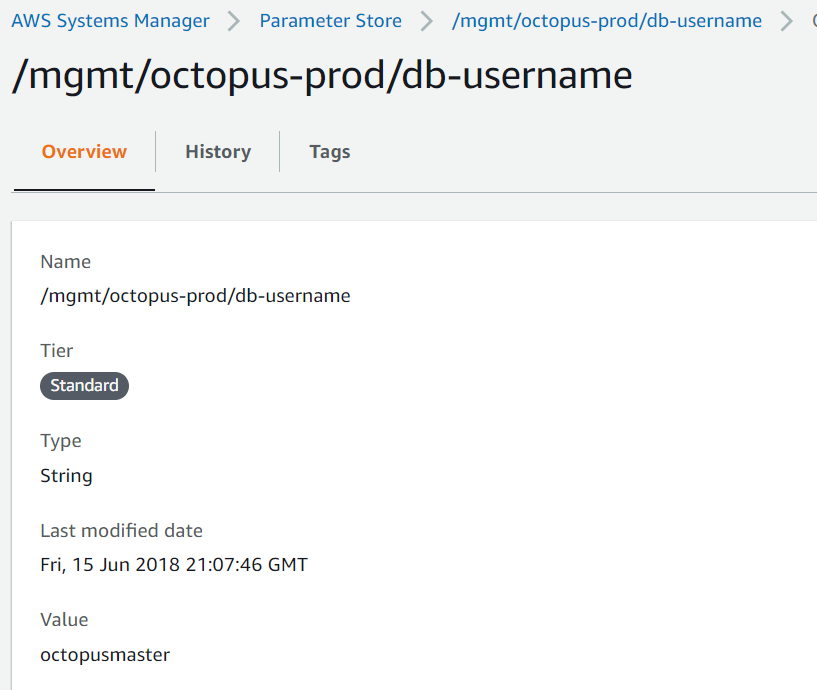 AWS Systems Manager > Parameter Store > /mgmt/octopus-prod/db-username >
/mgmt/octopus-prod/db-username
Overview History Tags
Name
/mgmt/octopus-prod/db-username
Tier
Standard
Type
String
Last modified date
Fri, 15 Jun 2018 21:07:46 GMT
Value
octopusmaster